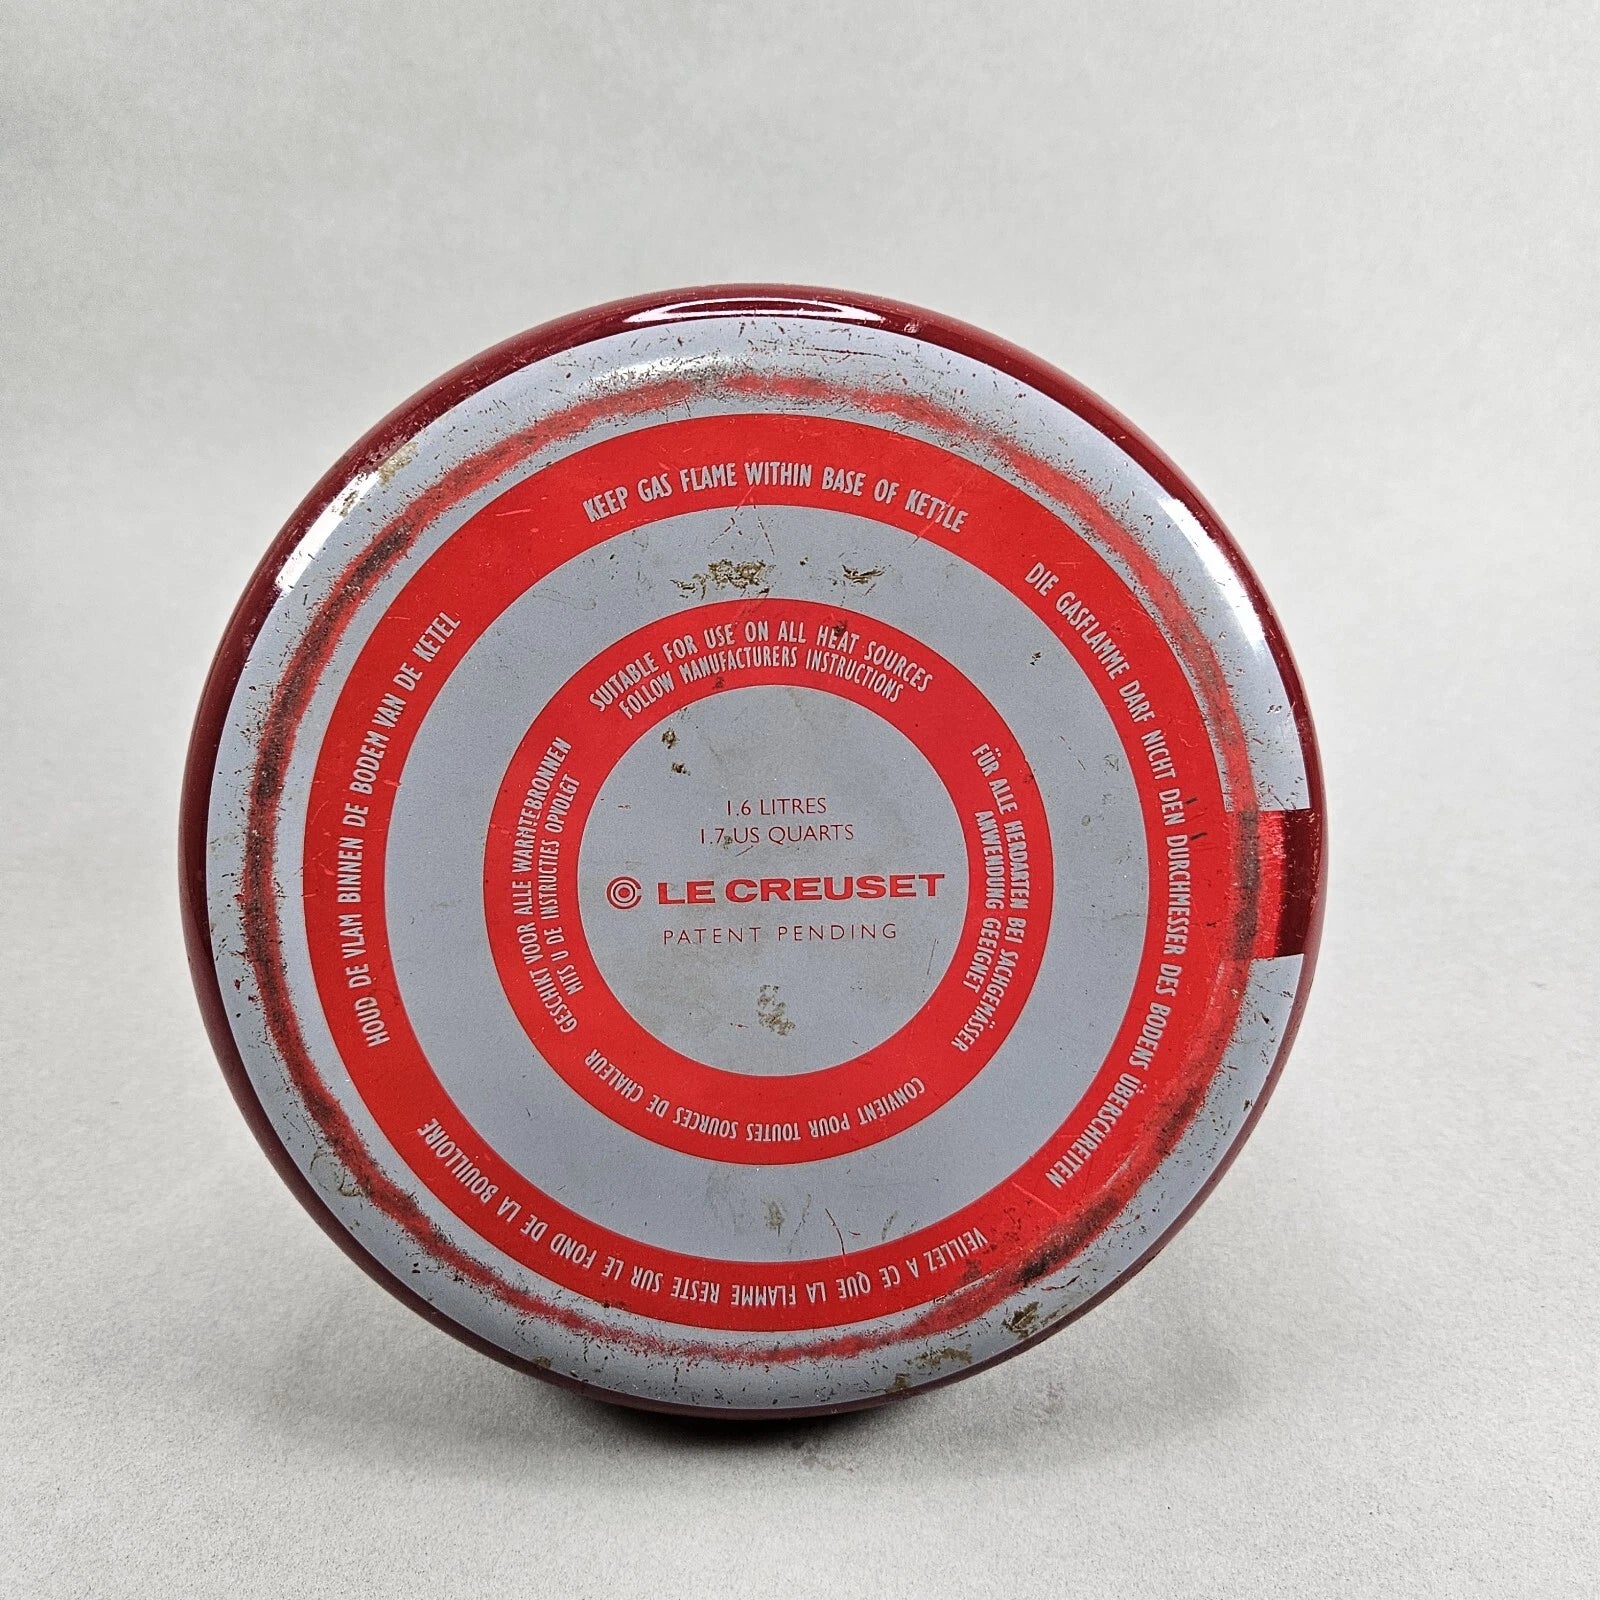 KEEP GAS FLAME WITHIN BASE OF KETTLE
DIE GASFLAMME DARF NICHT DEN DURCHMESSER DES BODENS ÜBERSCHREITEN
VEILLEZ A CE QUE LA FLAMME RESTE SUR LE FOND DE LA BOUILLOIRE
HOUD DE VLAM BINNEN DE BODEM VAN DE KETEL
SUITABLE FOR USE ON ALL HEAT SOURCES
FOLLOW MANUFACTURERS INSTRUCTIONS
FÜR ALLE HERDARTEN BEI SACHGEMÄSSER
ANWENDUNG GEEIGNET
CONVIENT POUR TOUTES SOURCES DE CHALEUR
GESCHIKT VOOR ALLE WARMTEBRONNEN
MITS U DE INSTRUCTIES OPVOLGT
1.6 LITRES
1.7 US QUARTS
LE CREUSET
PATENT PENDING